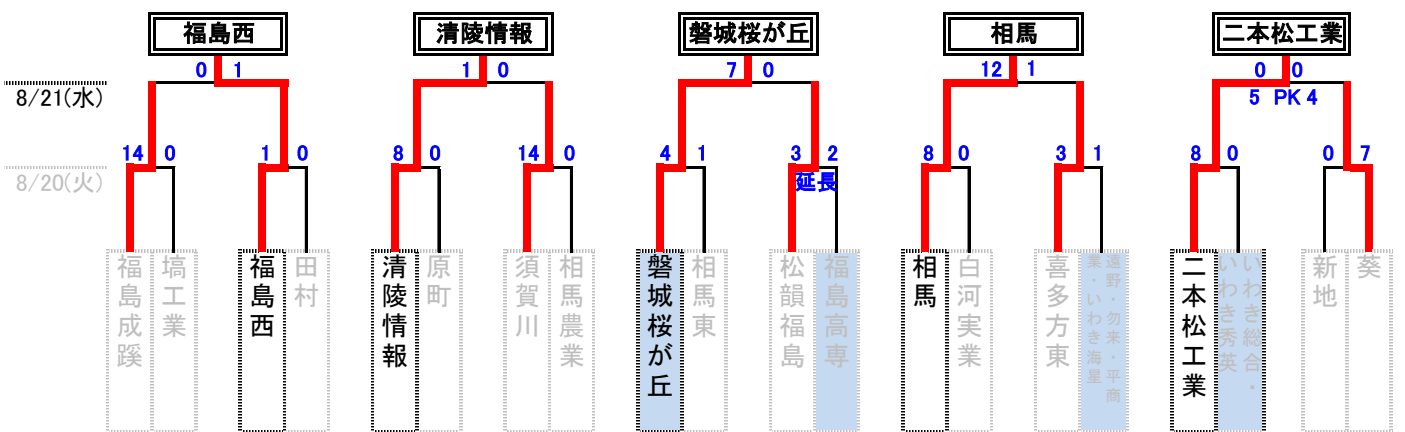 福島西 清陵情報 磐城桜が丘 相馬 二本松工業
0 1 1 0 7 0 12 1 0 0
8/21(水) 5 PK 4
14 0 1 0 8 0 14 0 4 1 3 2 8 0 3 1 8 0 0 7
8/20(火) 延長
福島成蹊
塙工業
福島西
田村
清陵情報
原町
須賀川
相馬農業
磐城桜が丘
相馬東
松韻福島
福島高専
相馬
白河実業
喜多方東
遠野・勿来・平商
業・いわき海星
二本松工業
いわき総合・
いわき秀英
新地
葵